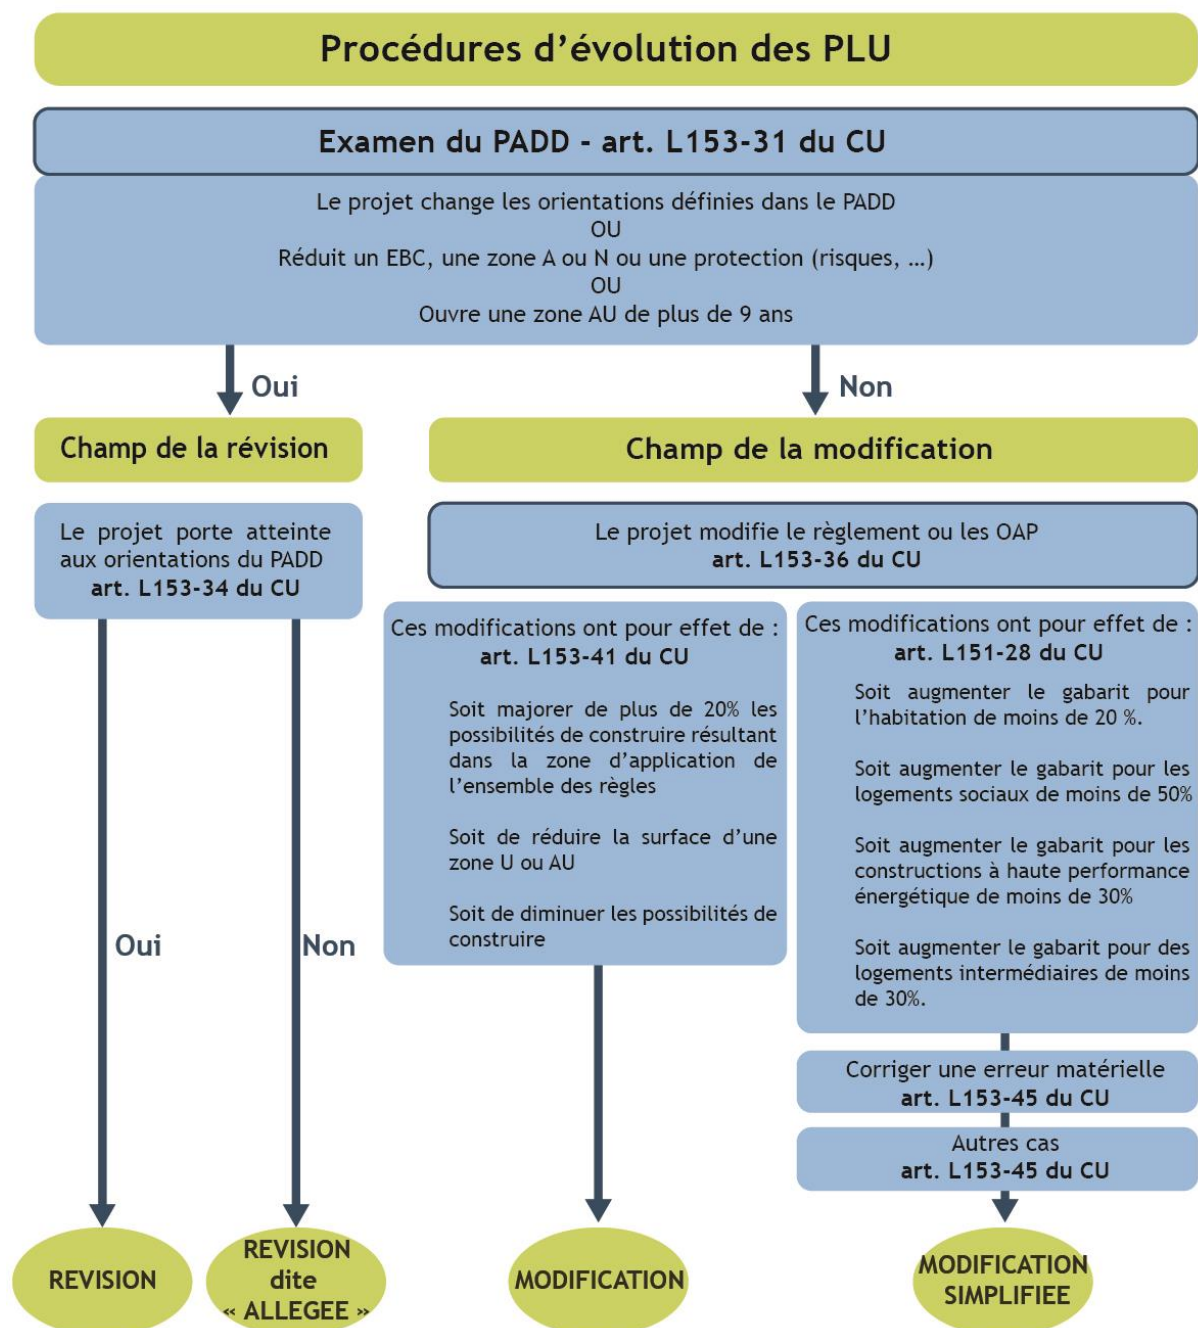 Procédures d'évolution des PLU
Examen du PADD - art. L153-31 du CU
Le projet change les orientations définies dans le PADD
OU
Réduit un EBC, une zone A ou N ou une protection (risques, …)
OU
Ouvre une zone AU de plus de 9 ans
Oui
Non
Champ de la révision
Champ de la modification
Le projet porte atteinte
aux orientations du PADD
art. L153-34 du CU
Oui
Non
Le projet modifie le règlement ou les OAP
art. L153-36 du CU
Ces modifications ont pour effet de :
art. L153-41 du CU
Soit majorer de plus de 20% les
possibilités de construire résultant
dans la zone d'application de
l'ensemble des règles
Soit de réduire la surface d'une
zone U ou AU
Soit de diminuer les possibilités de
construire
Ces modifications ont pour effet de :
art. L151-28 du CU
Soit augmenter le gabarit pour
l'habitation de moins de 20 %.
Soit augmenter le gabarit pour les
logements sociaux de moins de 50%
Soit augmenter le gabarit pour les
constructions à haute performance
énergétique de moins de 30%
Soit augmenter le gabarit pour des
logements intermédiaires de moins
de 30%.
Corriger une erreur matérielle
art. L153-45 du CU
Autres cas
art. L153-45 du CU
REVISION
REVISION
dite
« ALLEGEE »
MODIFICATION
MODIFICATION
SIMPLIFIEE